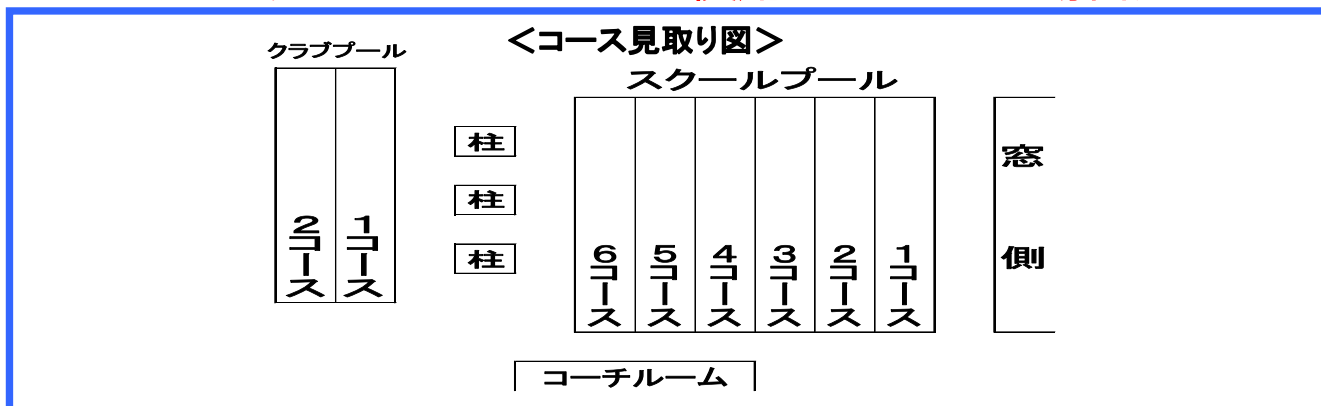 ＜コース見取り図＞
クラブプール
2コース
1コース
柱
柱
柱
スクールプール
6コース
5コース
4コース
3コース
2コース
1コース
窓側
コーチルーム